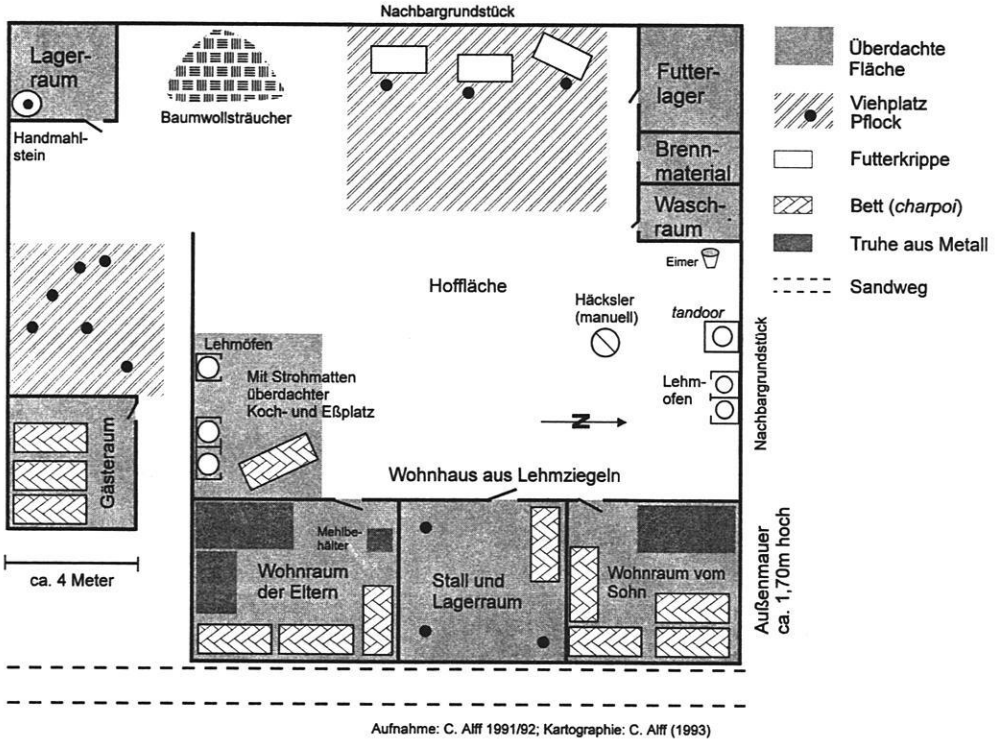 Nachbargrundstück
Lager-
raum
Handmahl-
stein
Baumwollsträucher
Futter-
lager
Brenn-
material
Wasch-
raum
Eimer
Hoffläche
Häcksler
(manuell)
tandoor
Lehm-
ofen
N
Lehmöfen
Mit Strohmatten
überdachter
Koch- und Eßplatz
Gästeraum
ca. 4 Meter
Wohnhaus aus Lehmziegeln
Mehlbe-
hälter
Wohnraum
der Eltern
Stall und
Lagerraum
Wohnraum vom
Sohn
Nachbargrundstück
Außenmauer
ca. 1,70m hoch
Überdachte
Fläche
Viehplatz
Pflock
Futterkrippe
Bett (charpoi)
Truhe aus Metall
Sandweg
Aufnahme: C. Alff 1991/92; Kartographie: C. Alff (1993)